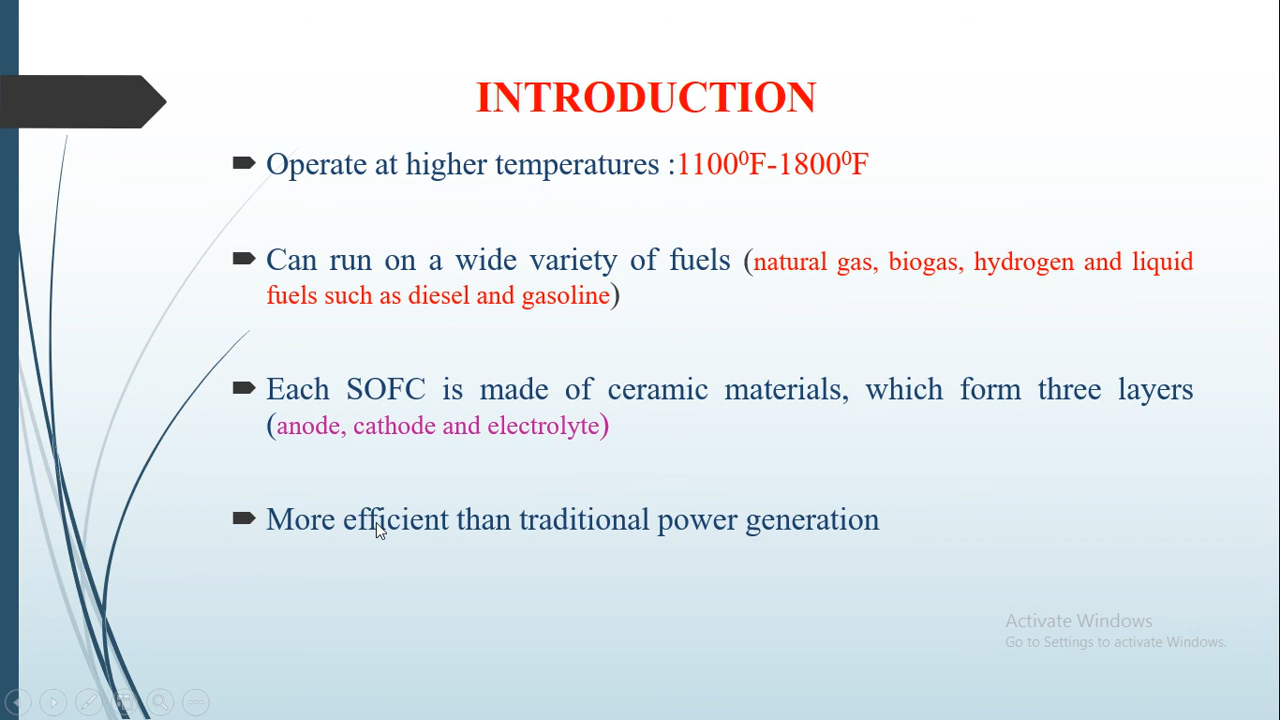 INTRODUCTION
Operate at higher temperatures :1100⁰F-1800⁰F
Can run on a wide variety of fuels (natural gas, biogas, hydrogen and liquid
fuels such as diesel and gasoline)
Each SOFC is made of ceramic materials, which form three layers
(anode, cathode and electrolyte)
More efficient than traditional power generation
Activate Windows
Go to Settings to activate Windows.